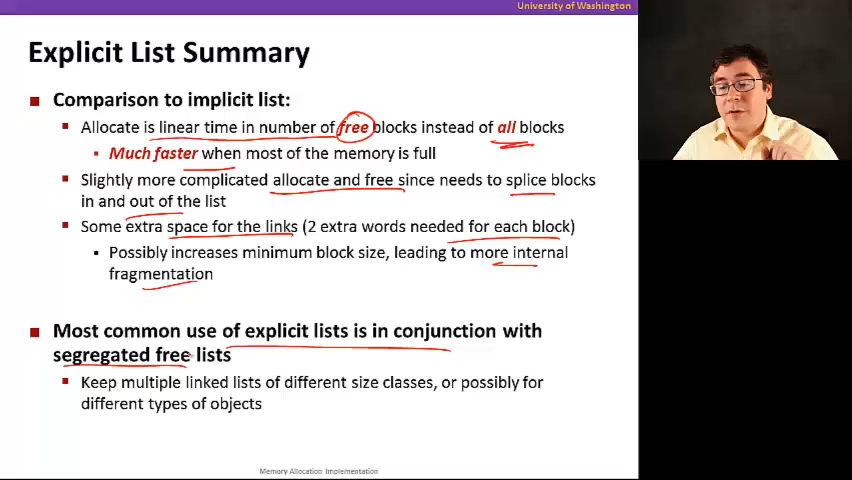 University of Washington
Explicit List Summary
Comparison to implicit list:
Allocate is linear time in number of free blocks instead of all blocks
Much faster when most of the memory is full
Slightly more complicated allocate and free since needs to splice blocks
in and out of the list
Some extra space for the links (2 extra words needed for each block)
Possibly increases minimum block size, leading to more internal
fragmentation
Most common use of explicit lists is in conjunction with
segregated free lists
Keep multiple linked lists of different size classes, or possibly for
different types of objects
Memory Allocation Implementation